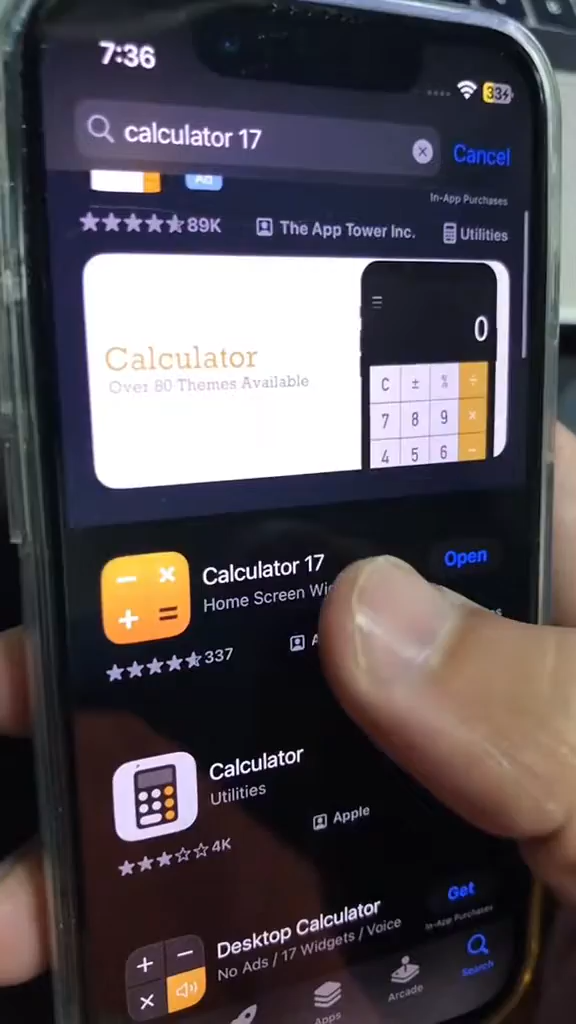 7:36
33
calculator 17
Cancel
Ad
In-App Purchases
89K
The App Tower Inc.
Utilities
Calculator
Over 80 Themes Available
0
C ± % ÷
7 8 9 ×
4 5 6 −
− ×
+ =
Calculator 17
Home Screen
Open
337
Calculator
Utilities
4K
Apple
Desktop Calculator
No Ads / 17 Widgets / Voice
Get
In-App Purchases
+ −
×
Apps
Arcade
Search